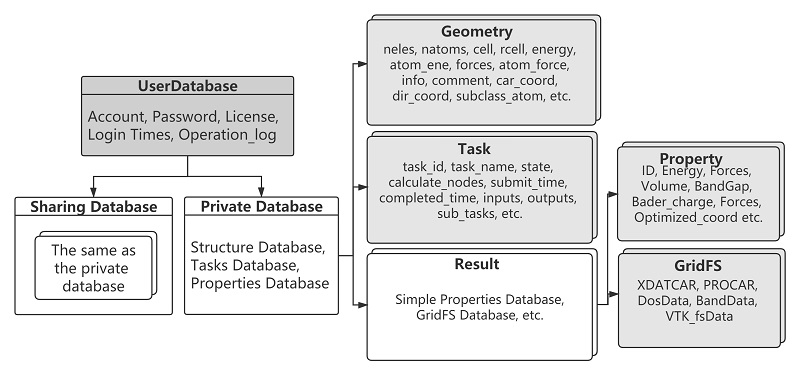 UserDatabase
Account, Password, License,
Login Times, Operation_log
Sharing Database
The same as
the private
database
Private Database
Structure Database,
Tasks Database,
Properties Database
Geometry
neles, natoms, cell, rcell, energy,
atom_ene, forces, atom_force,
info, comment, car_coord,
dir_coord, subclass_atom, etc.
Task
task_id, task_name, state,
calculate_nodes, submit_time,
completed_time, inputs, outputs,
sub_tasks, etc.
Result
Simple Properties Database,
GridFS Database, etc.
Property
ID, Energy, Forces,
Volume, BandGap,
Bader_charge, Forces,
Optimized_coord etc.
GridFS
XDATCAR, PROCAR,
DosData, BandData,
VTK_fsData